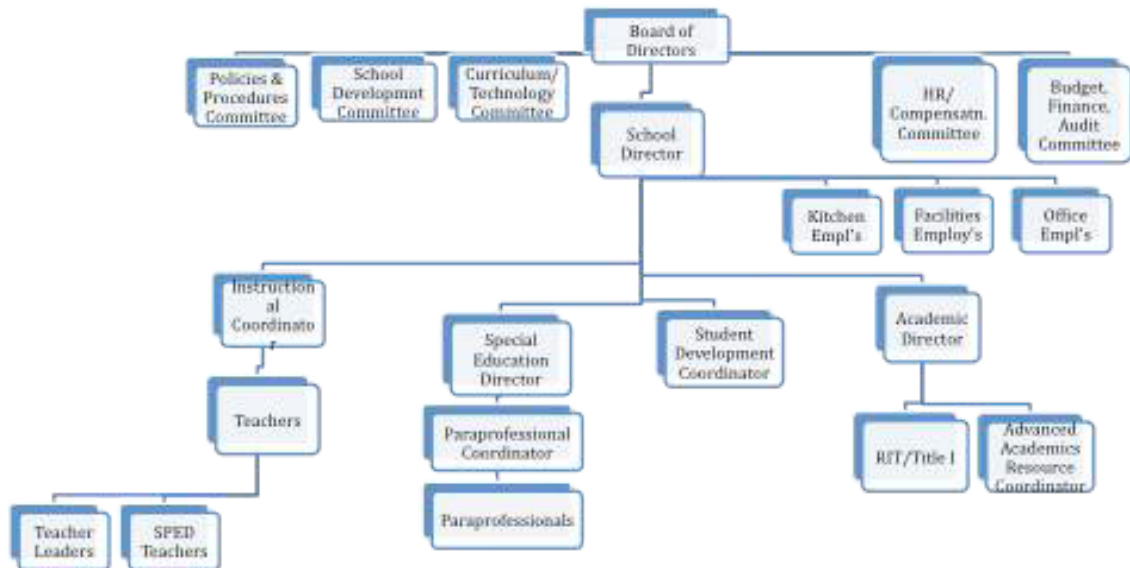 Board of
Directors
Policies &
Procedures
Committee
School
Developmnt
Committee
Curriculum/
Technology
Committee
HR/
Compensatn.
Committee
Budget,
Finance,
Audit
Committee
School
Director
Kitchen
Empl's
Facilities
Employ's
Office
Empl's
Instruction
al
Coordinato
r
Special
Education
Director
Student
Development
Coordinator
Academic
Director
Teachers
Paraprofessional
Coordinator
RIT/Title I
Advanced
Academics
Resource
Coordinator
Teacher
Leaders
SPED
Teachers
Paraprofessionals